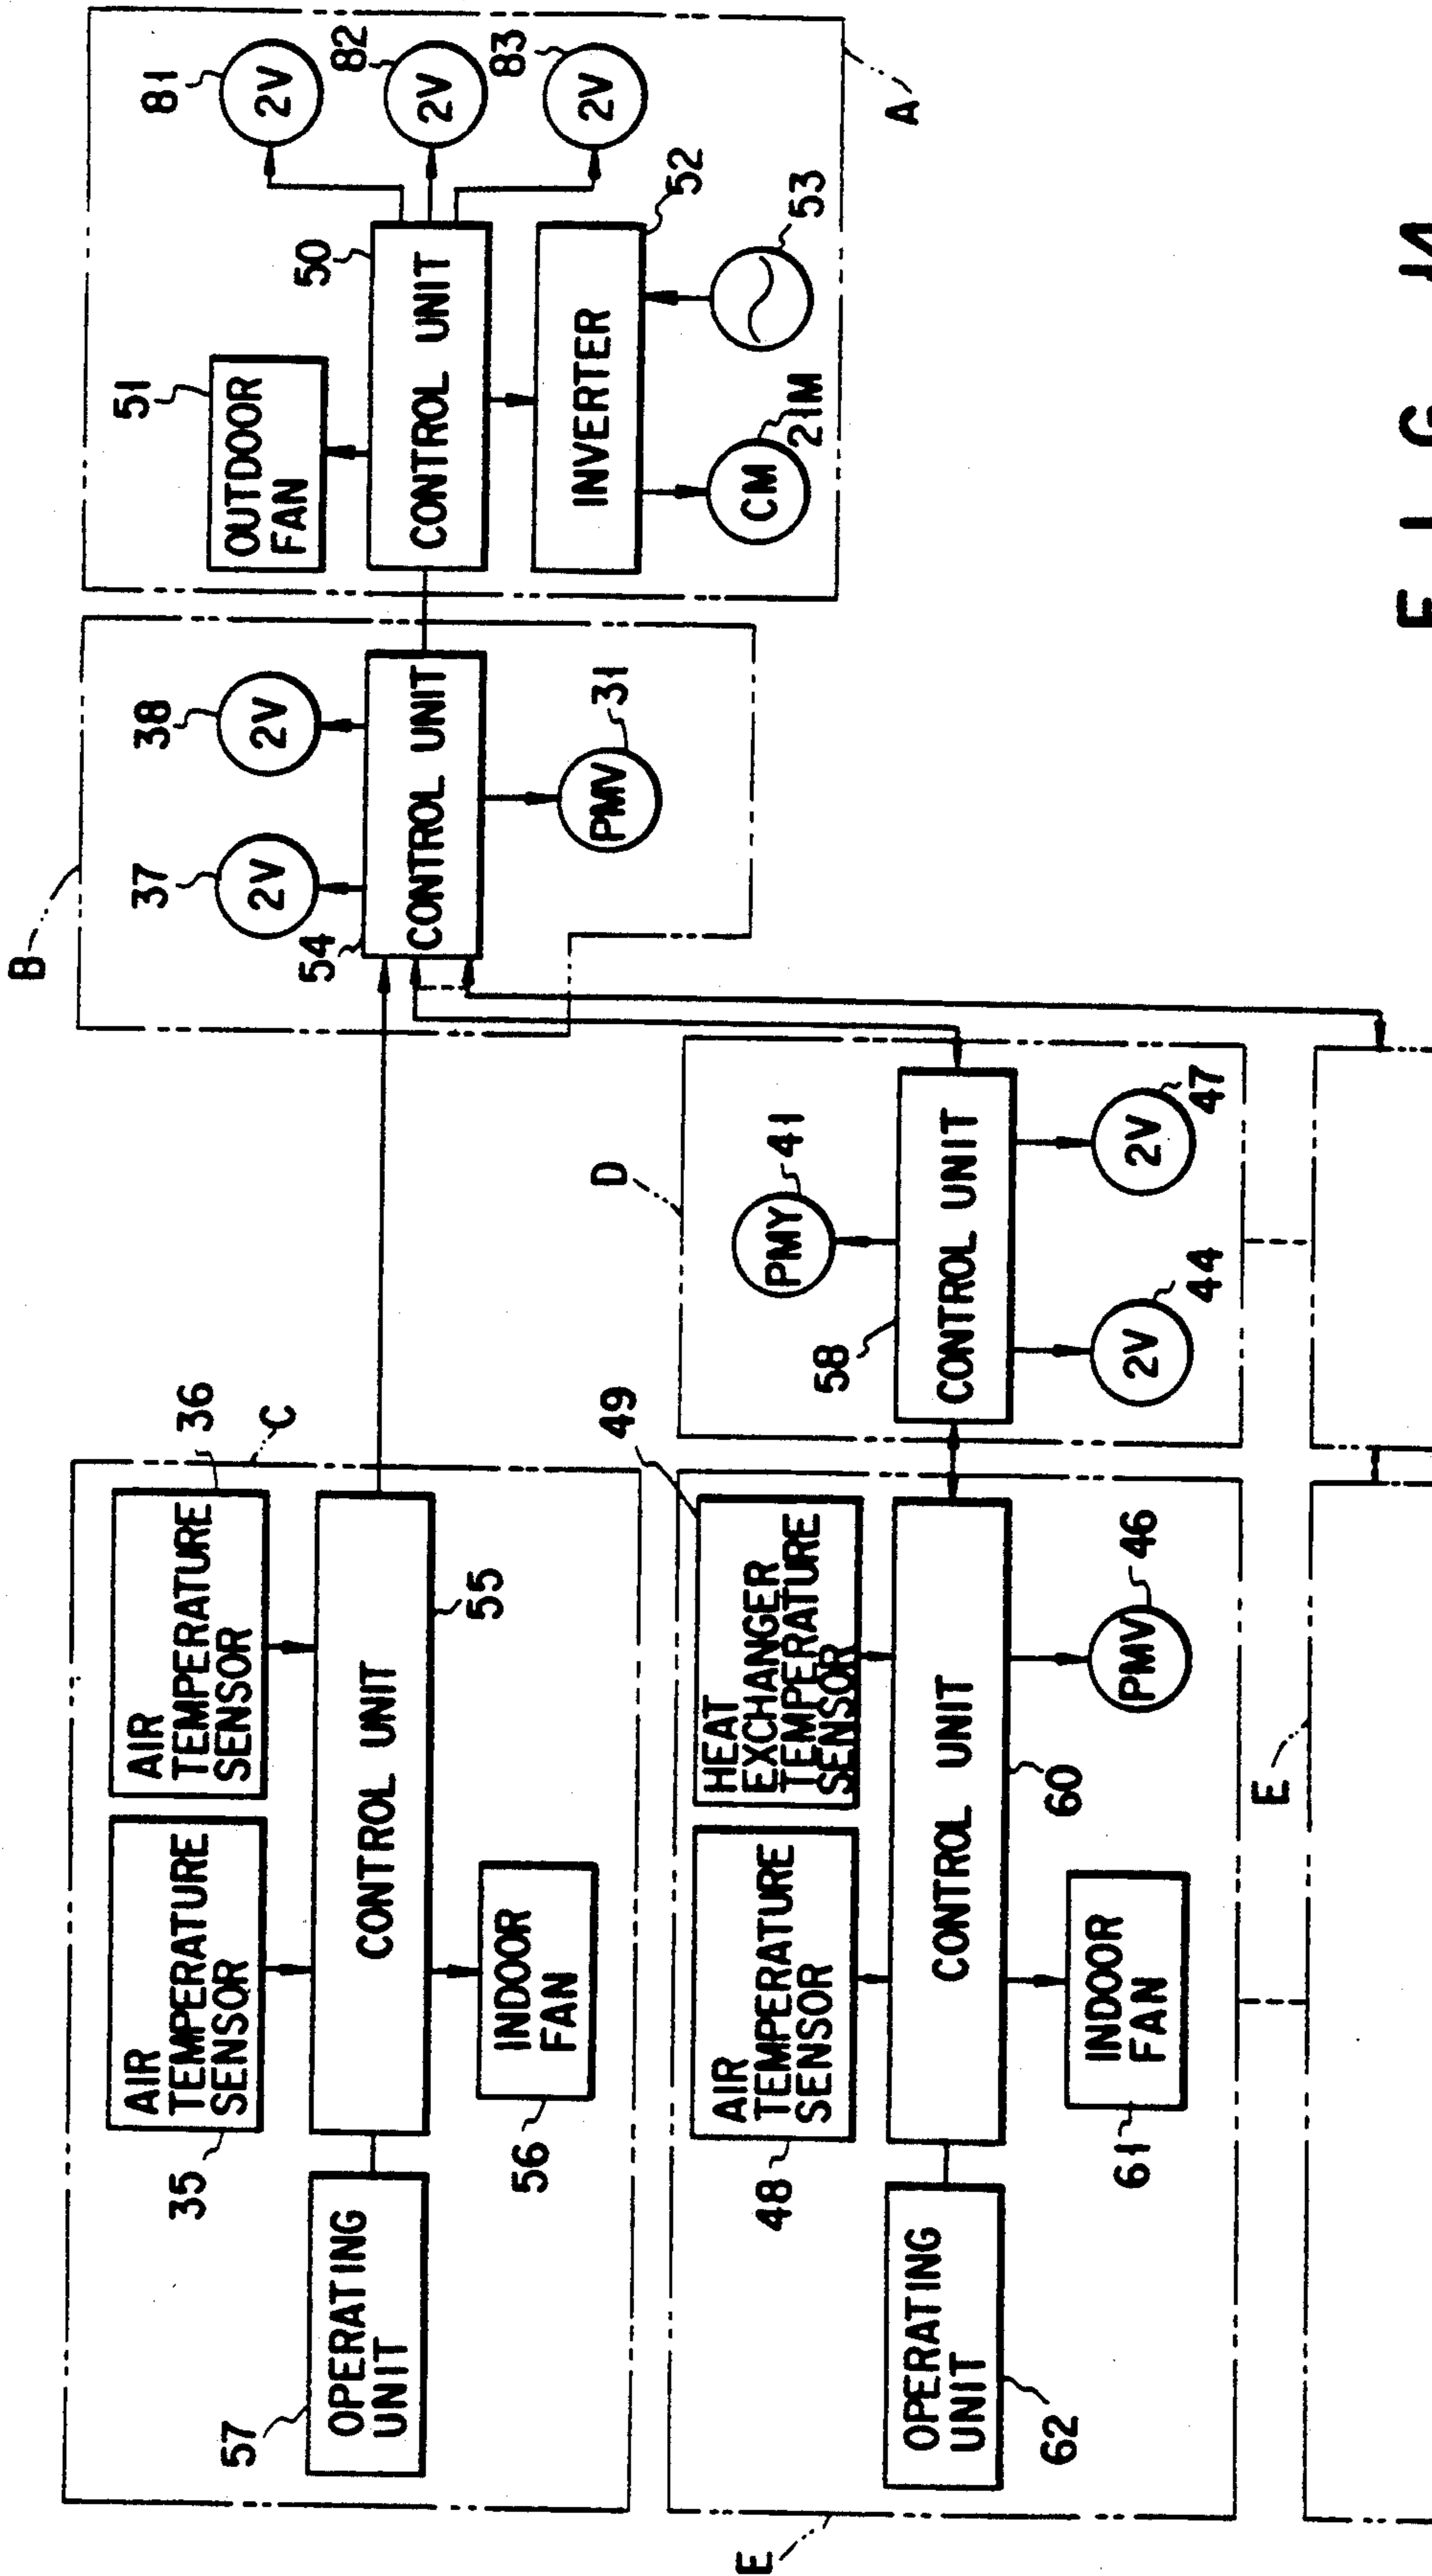 81
2V
82
2V
83
2V
A
50
CONTROL UNIT
51
OUTDOOR
FAN
52
INVERTER
53
CM
21M
B
38
2V
37
2V
54
CONTROL UNIT
PMV
31
36
C
AIR
TEMPERATURE
SENSOR
AIR
TEMPERATURE
SENSOR
35
CONTROL UNIT
55
INDOOR
FAN
56
57
OPERATING
UNIT
D
PMY
41
58
CONTROL UNIT
2V
47
2V
44
49
HEAT
EXCHANGER
TEMPERATURE
SENSOR
AIR
TEMPERATURE
SENSOR
48
CONTROL UNIT
60
PMV
46
INDOOR
FAN
61
OPERATING
UNIT
62
E
E
F I G